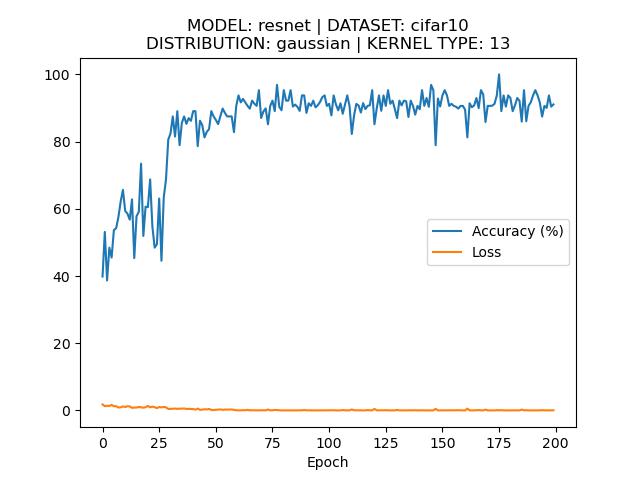 MODEL: resnet | DATASET: cifar10
DISTRIBUTION: gaussian | KERNEL TYPE: 13
100
80
60
40
20
0
Accuracy (%)
Loss
0 25 50 75 100 125 150 175 200
Epoch